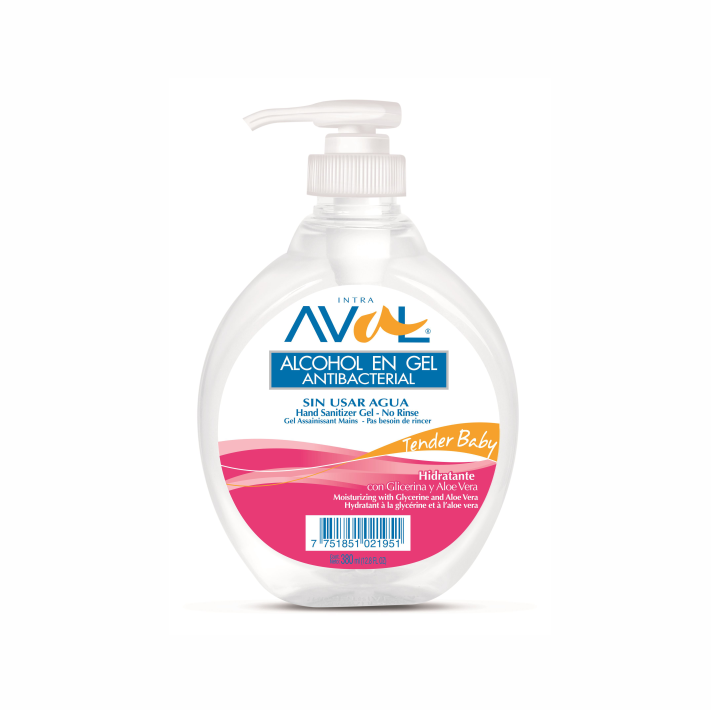 INTRA
AVAL®
ALCOHOL EN GEL
ANTIBACTERIAL
SIN USAR AGUA
Hand Sanitizer Gel - No Rinse
Gel Assainissant Mains - Pas besoin de rincer
Tender Baby
Hidratante
con Glicerina y Aloe Vera
Moisturizing with Glycerine and Aloe Vera
Hydratant à la glycérine et à l'aloe vera
7 751851 021951
380